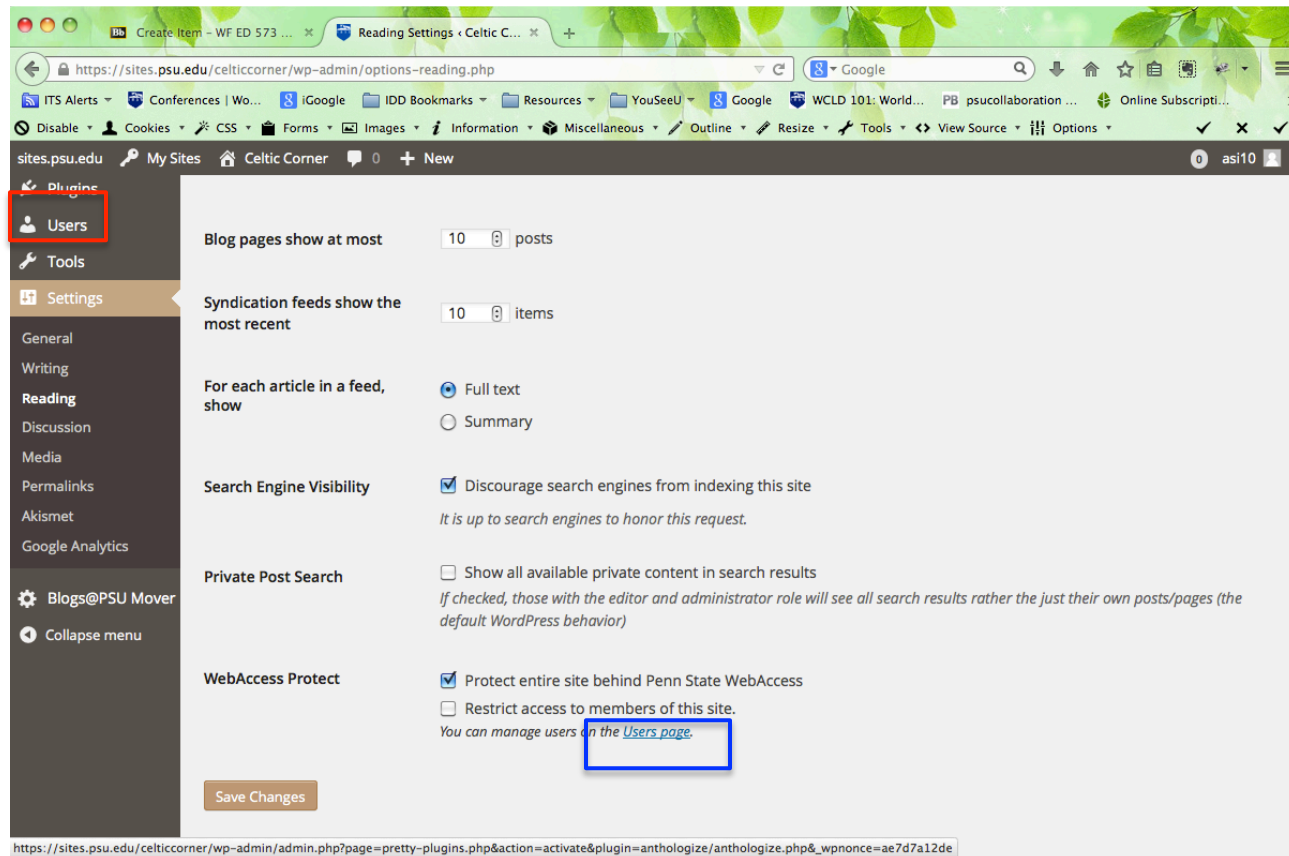 Create Item – WF ED 573 ... × Reading Settings ‹ Celtic C... × +
https://sites.psu.edu/celticcorner/wp-admin/options-reading.php Google
ITS Alerts Conferences | Wo... iGoogle IDD Bookmarks Resources YouSeeU Google WCLD 101: World... PB psucollaboration ... Online Subscripti...
Disable Cookies CSS Forms Images Information Miscellaneous Outline Resize Tools View Source Options
sites.psu.edu My Sites Celtic Corner 0 + New 0 asi10
Plugins
Users
Tools
Settings
General
Writing
Reading
Discussion
Media
Permalinks
Akismet
Google Analytics
Blogs@PSU Mover
Collapse menu
Blog pages show at most 10 posts
Syndication feeds show the
most recent
10 items
For each article in a feed,
show
Full text
Summary
Search Engine Visibility Discourage search engines from indexing this site
It is up to search engines to honor this request.
Private Post Search Show all available private content in search results
If checked, those with the editor and administrator role will see all search results rather the just their own posts/pages (the
default WordPress behavior)
WebAccess Protect Protect entire site behind Penn State WebAccess
Restrict access to members of this site.
You can manage users on the Users page.
Save Changes
https://sites.psu.edu/celticcorner/wp-admin/admin.php?page=pretty-plugins.php&action=activate&plugin=anthologize/anthologize.php&_wpnonce=ae7d7a12de